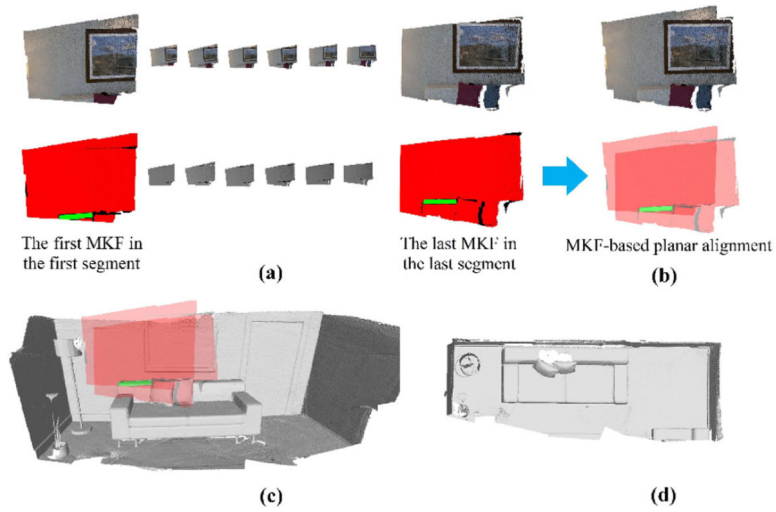 The first MKF in
the first segment
(a)
The last MKF in
the last segment
MKF-based planar alignment
(b)
(c)
(d)